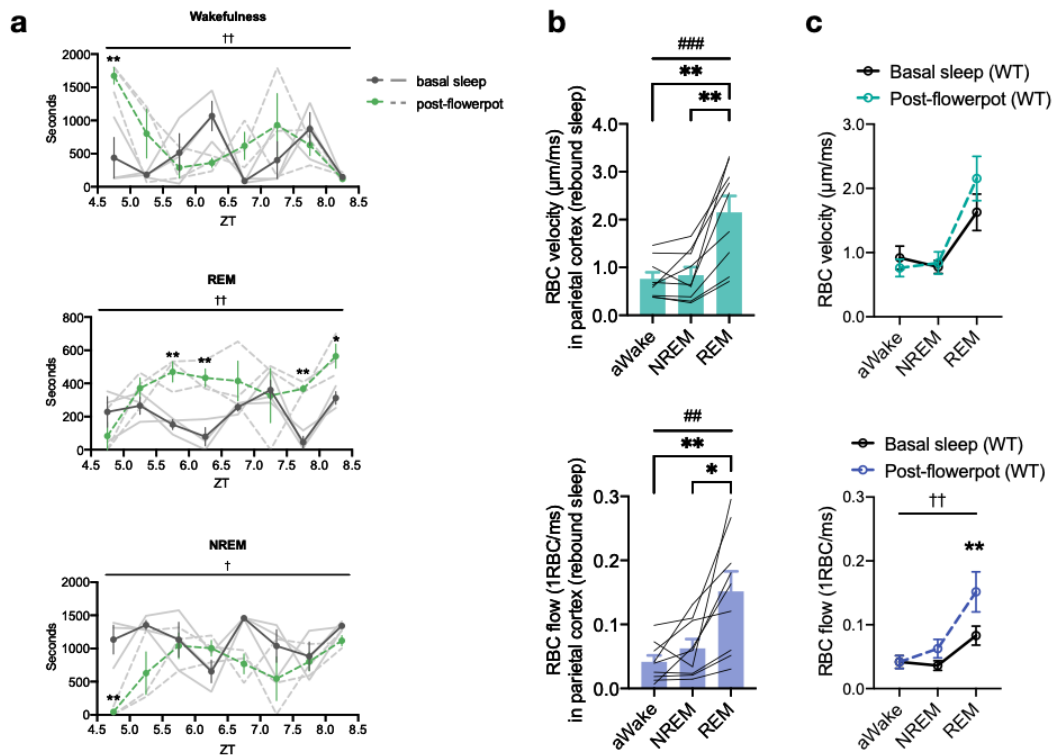 a
Wakefulness
††
**
2000
1500
1000
500
0
Seconds
4.5 5.0 5.5 6.0 6.5 7.0 7.5 8.0 8.5
ZT
basal sleep
post-flowerpot
REM
††
** ** ** *
800
600
400
200
0
Seconds
4.5 5.0 5.5 6.0 6.5 7.0 7.5 8.0 8.5
ZT
NREM
†
2000
1500
1000
500
0
Seconds
**
4.5 5.0 5.5 6.0 6.5 7.0 7.5 8.0 8.5
ZT
b
###
**
**
4.0
3.0
2.0
1.0
0.0
RBC velocity (µm/ms)
in parietal cortex (rebound sleep)
aWake NREM REM
##
**
*
0.3
0.2
0.1
0.0
RBC flow (1RBC/ms)
in parietal cortex (rebound sleep)
aWake NREM REM
c
Basal sleep (WT)
Post-flowerpot (WT)
3.0
2.0
1.0
0.0
RBC velocity (µm/ms)
aWake NREM REM
Basal sleep (WT)
Post-flowerpot (WT)
0.3
0.2
0.1
0.0
RBC flow (1RBC/ms)
††
**
aWake NREM REM